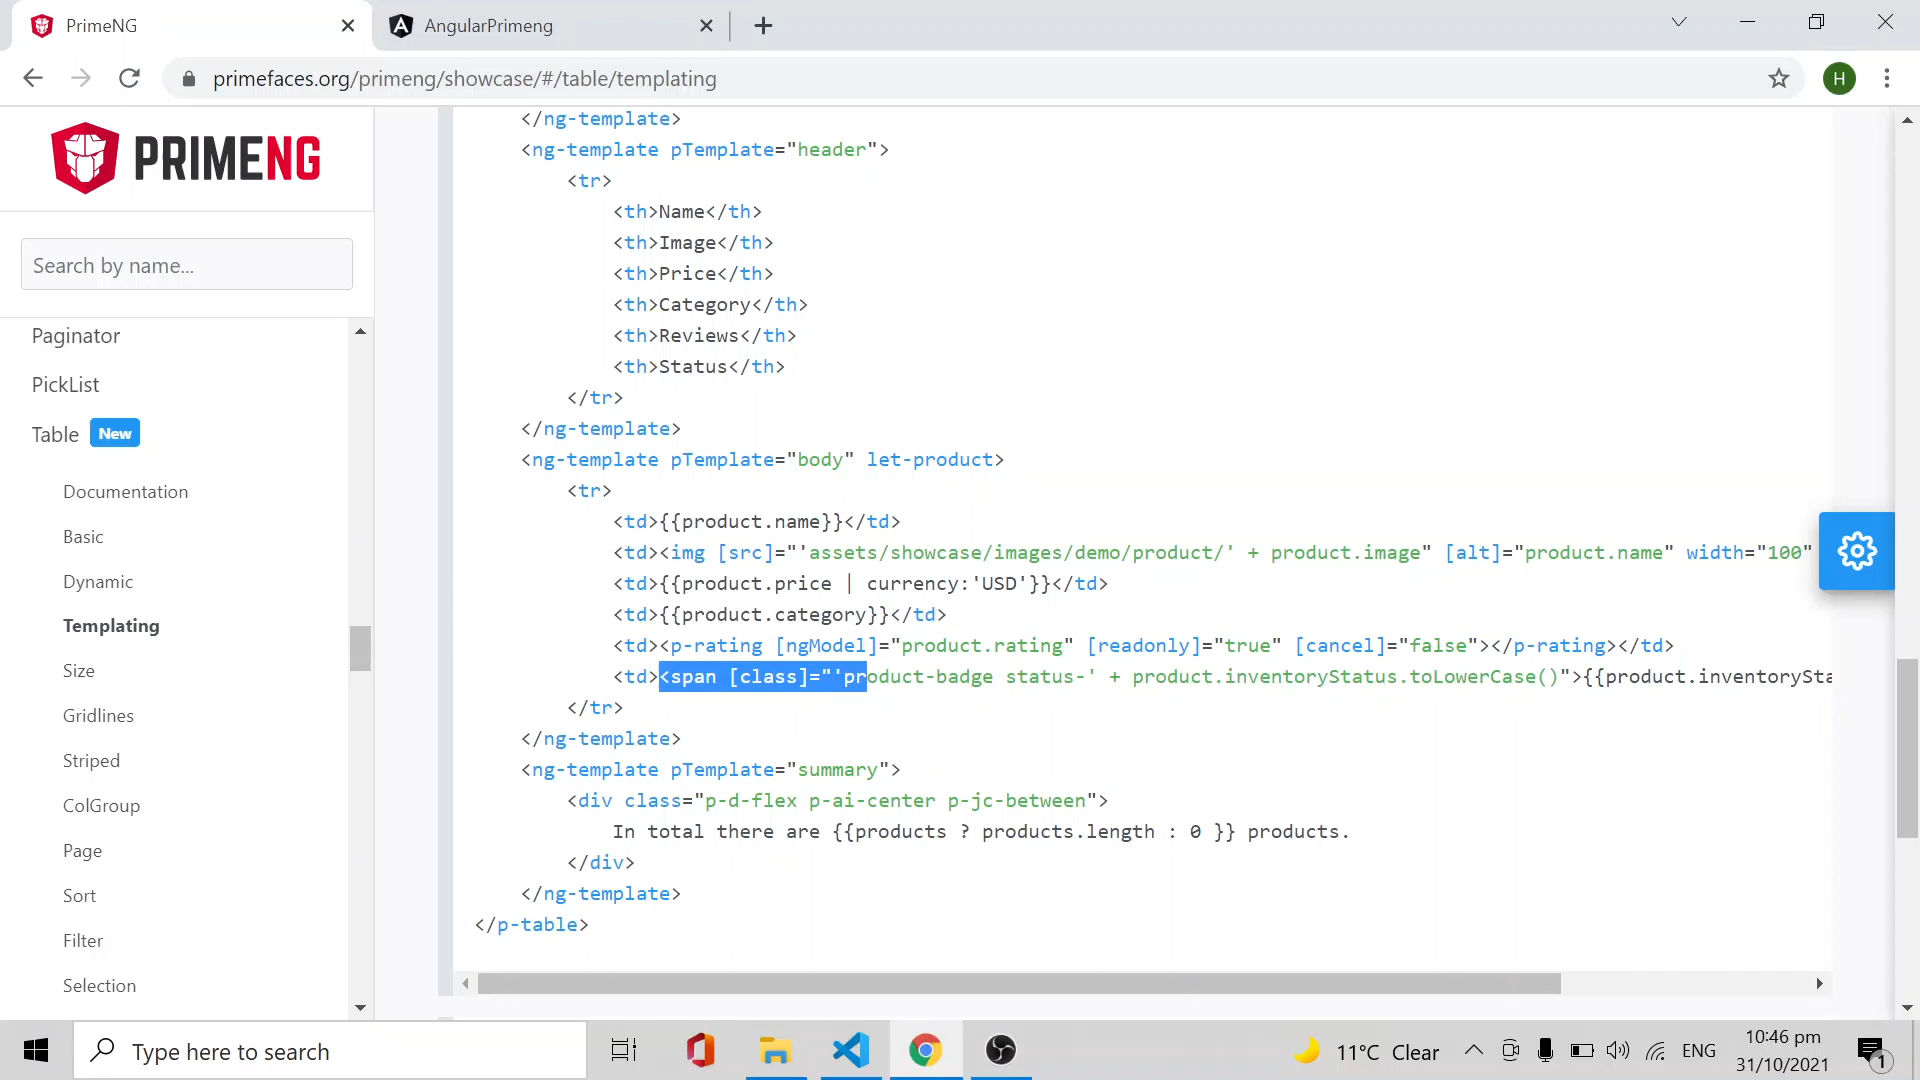 PrimeNG
AngularPrimeng
primefaces.org/primeng/showcase/#/table/templating
H
PRIMENG
Search by name...
Paginator
PickList
Table New
Documentation
Basic
Dynamic
Templating
Size
Gridlines
Striped
ColGroup
Page
Sort
Filter
Selection
</ng-template>
<ng-template pTemplate="header">
<tr>
<th>Name</th>
<th>Image</th>
<th>Price</th>
<th>Category</th>
<th>Reviews</th>
<th>Status</th>
</tr>
</ng-template>
<ng-template pTemplate="body" let-product>
<tr>
<td>{{product.name}}</td>
<td><img [src]="'assets/showcase/images/demo/product/' + product.image" [alt]="product.name" width="100"
<td>{{product.price | currency:'USD'}}</td>
<td>{{product.category}}</td>
<td><p-rating [ngModel]="product.rating" [readonly]="true" [cancel]="false"></p-rating></td>
<td><span [class]="'product-badge status-' + product.inventoryStatus.toLowerCase()">{{product.inventorySta
</tr>
</ng-template>
<ng-template pTemplate="summary">
<div class="p-d-flex p-ai-center p-jc-between">
In total there are {{products ? products.length : 0 }} products.
</div>
</ng-template>
</p-table>
Type here to search
11°C Clear
ENG
10:46 pm
31/10/2021
1